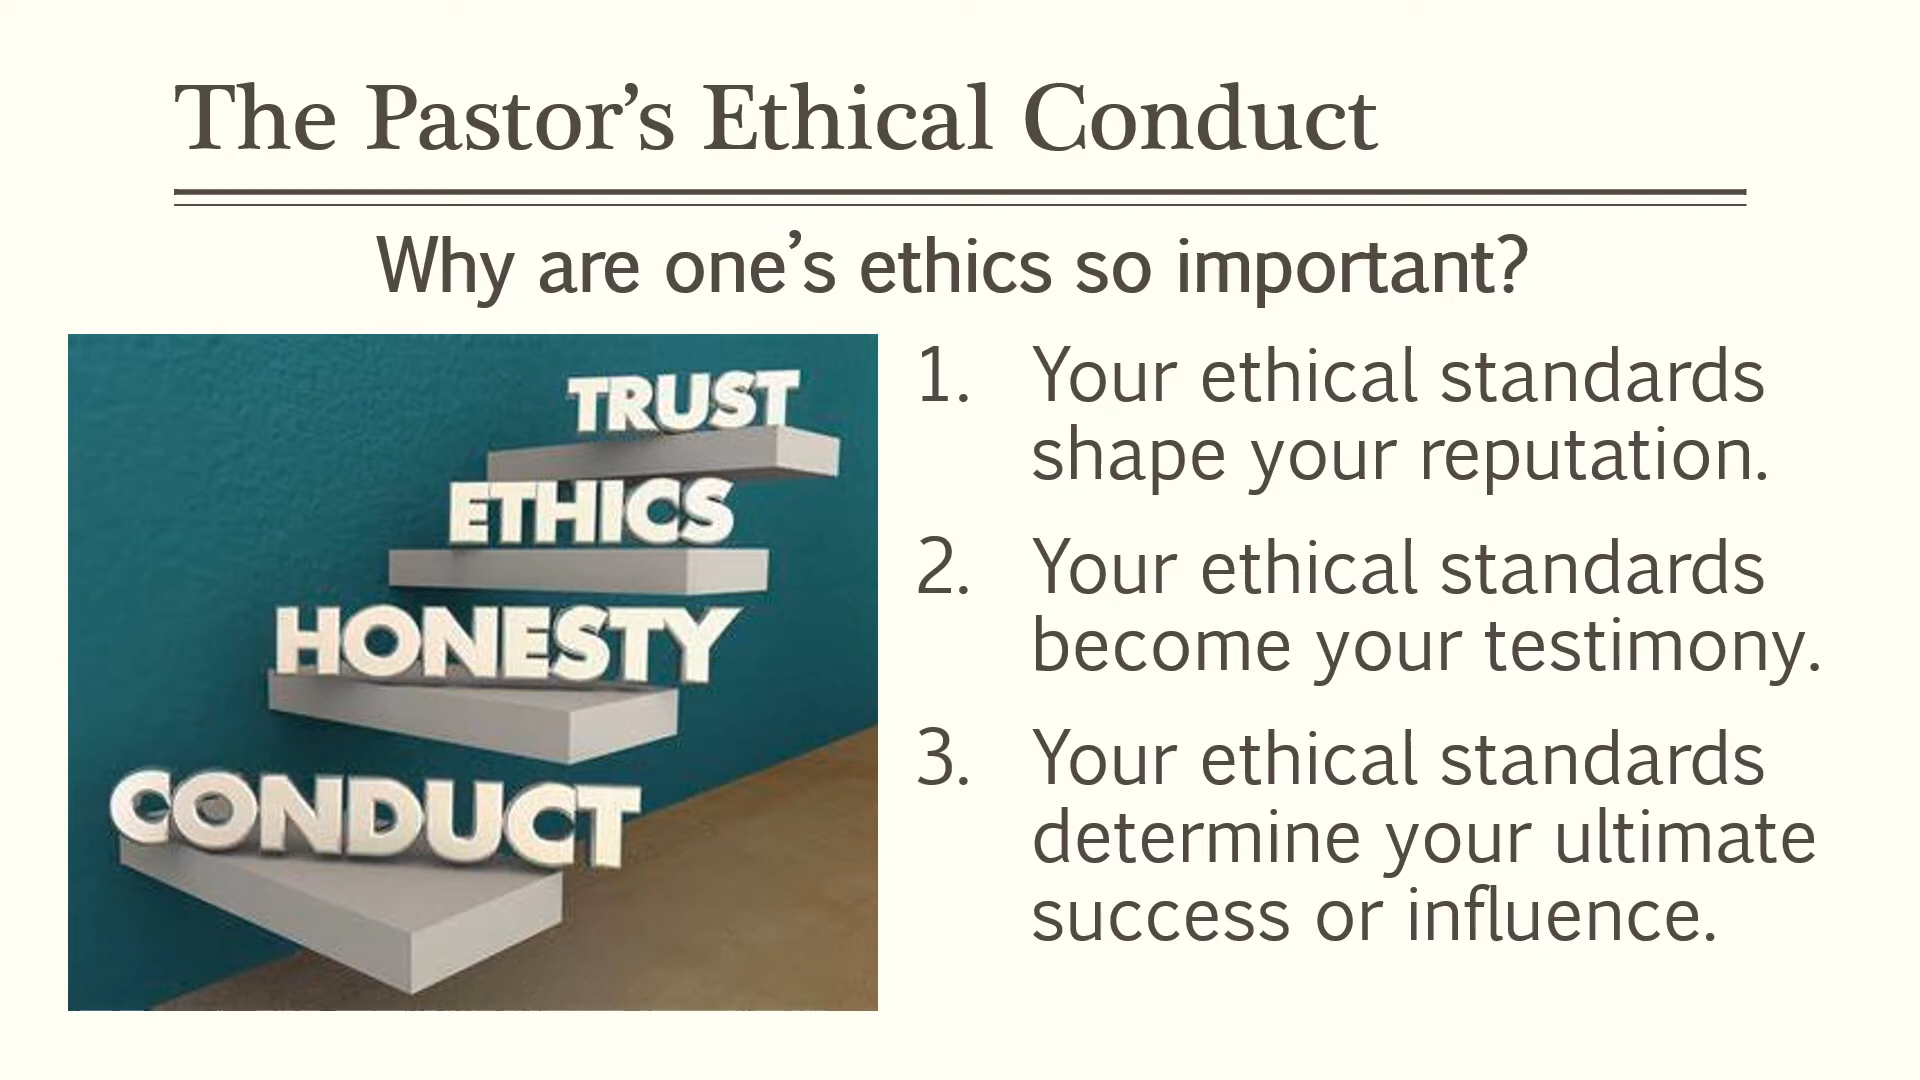 The Pastor’s Ethical Conduct
Why are one’s ethics so important?
TRUST
ETHICS
HONESTY
CONDUCT
1. Your ethical standards
shape your reputation.
2. Your ethical standards
become your testimony.
3. Your ethical standards
determine your ultimate
success or influence.